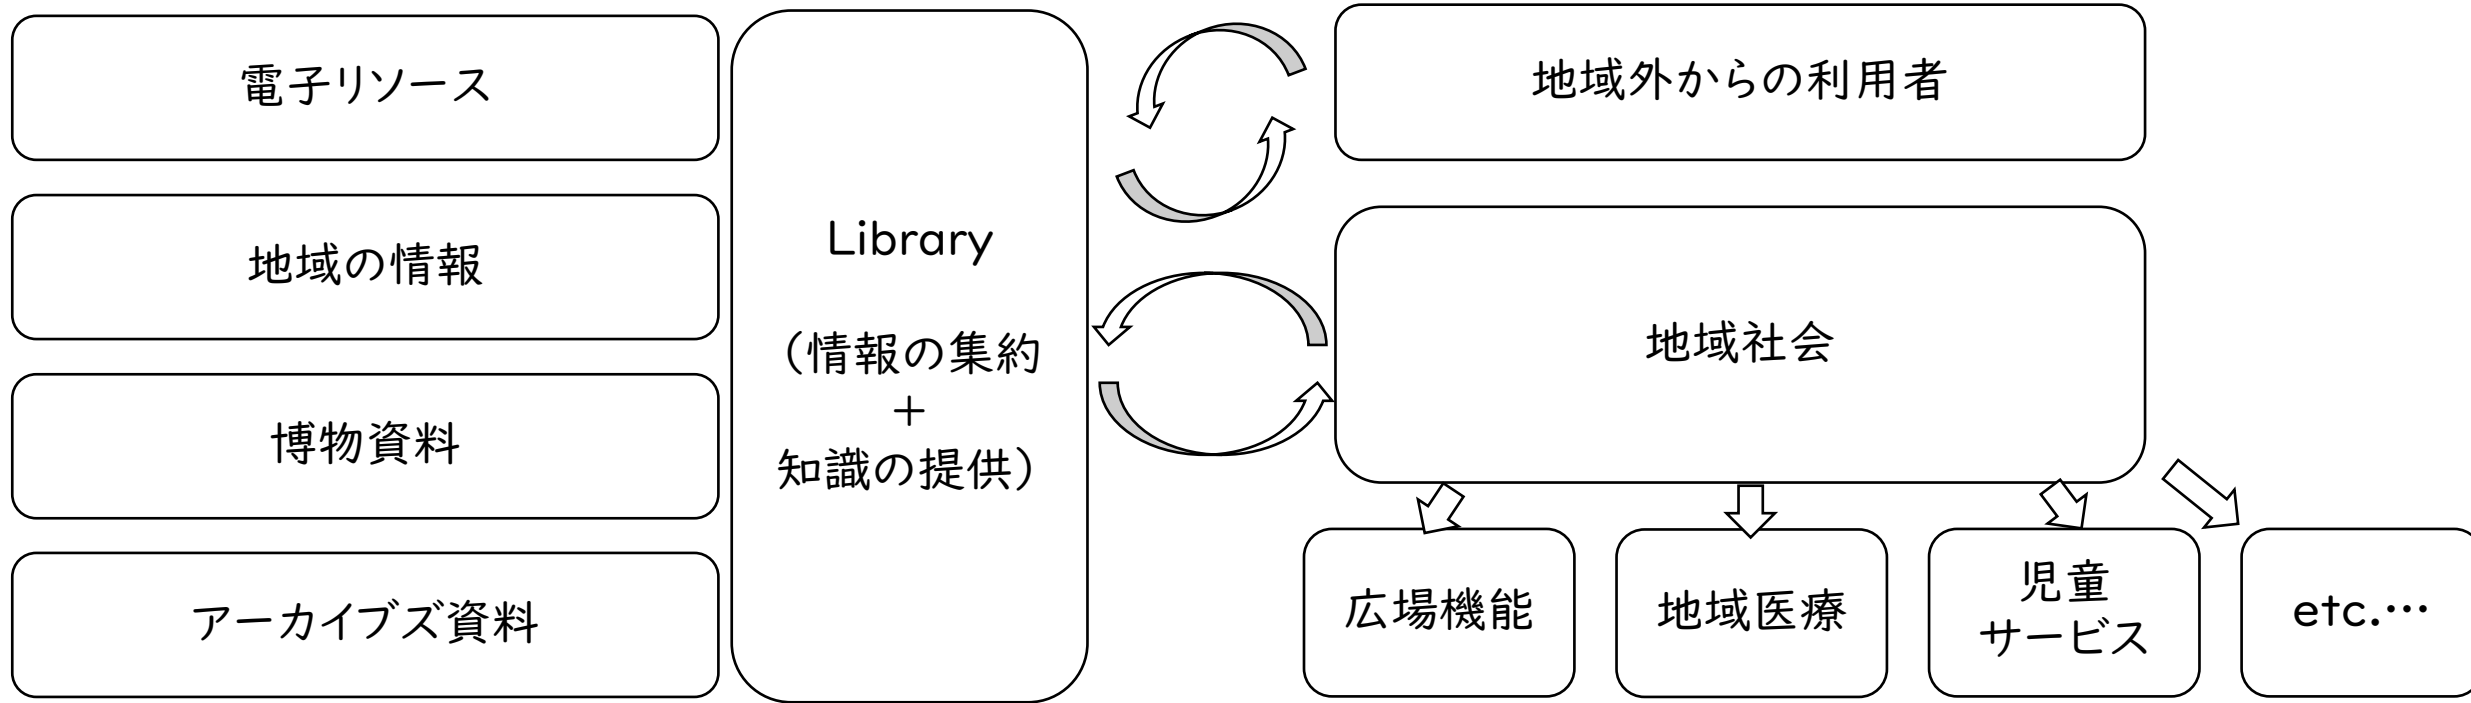 電子リソース
地域の情報
博物資料
アーカイブズ資料
Library
（情報の集約
＋
知識の提供）
地域外からの利用者
地域社会
広場機能
地域医療
児童
サービス
etc.…